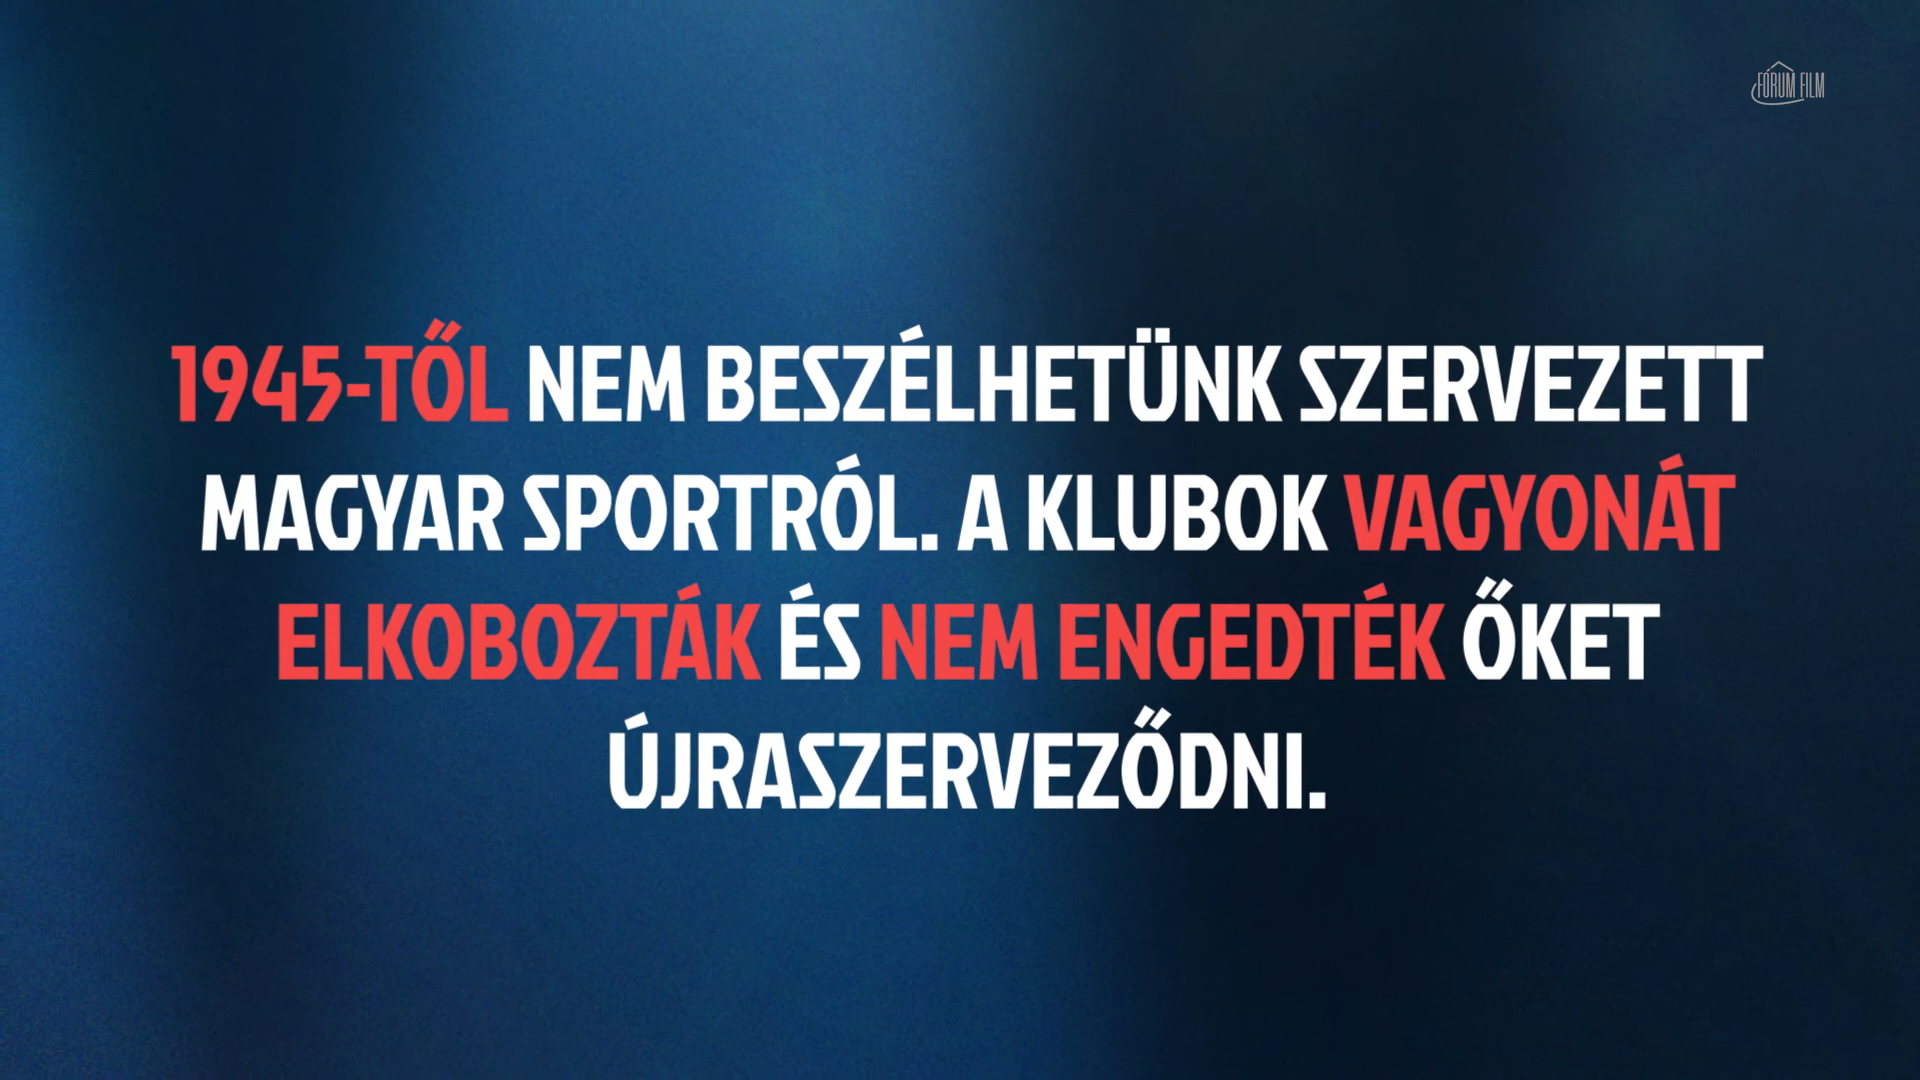 FÓRUM FILM
1945-TŐL NEM BESZÉLHETÜNK SZERVEZETT
MAGYAR SPORTRÓL. A KLUBOK VAGYONÁT
ELKOBOZTÁK ÉS NEM ENGEDTÉK ŐKET
ÚJRASZERVEZŐDNI.